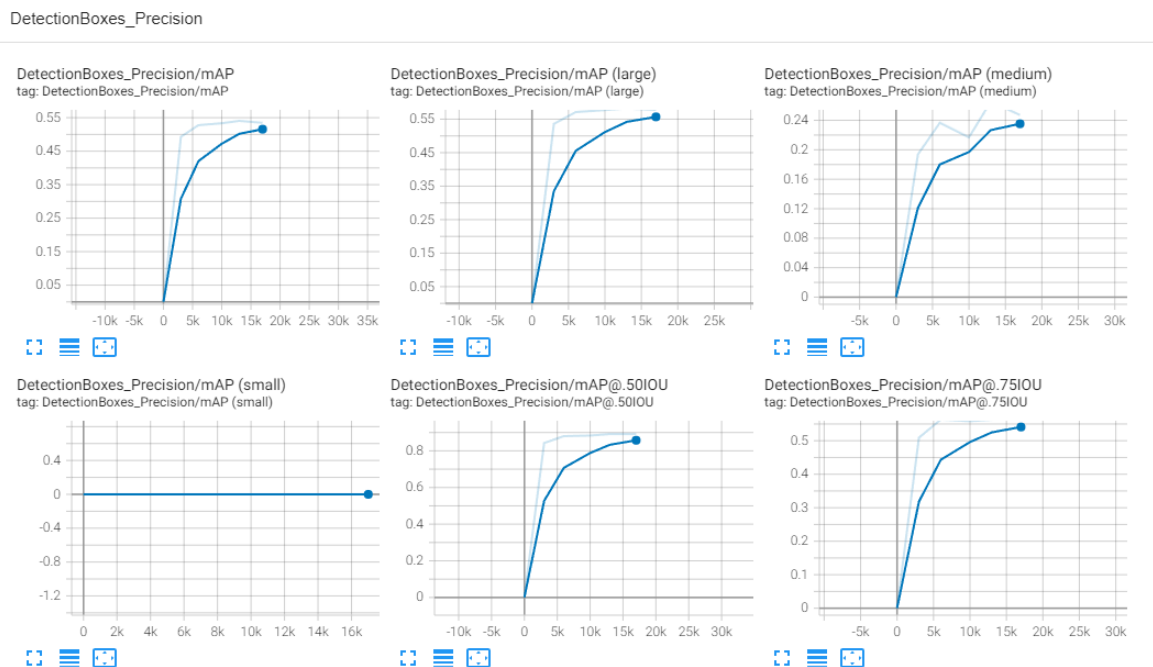 DetectionBoxes_Precision
DetectionBoxes_Precision/mAP
tag: DetectionBoxes_Precision/mAP
0.55
0.45
0.35
0.25
0.15
0.05
-10k -5k 0 5k 10k 15k 20k 25k 30k 35k
DetectionBoxes_Precision/mAP (large)
tag: DetectionBoxes_Precision/mAP (large)
0.55
0.45
0.35
0.25
0.15
0.05
-10k -5k 0 5k 10k 15k 20k 25k
DetectionBoxes_Precision/mAP (medium)
tag: DetectionBoxes_Precision/mAP (medium)
0.24
0.2
0.16
0.12
0.08
0.04
0
-5k 0 5k 10k 15k 20k 25k 30k
DetectionBoxes_Precision/mAP (small)
tag: DetectionBoxes_Precision/mAP (small)
0.4
0
-0.4
-0.8
-1.2
0 2k 4k 6k 8k 10k 12k 14k 16k
DetectionBoxes_Precision/mAP@.50IOU
tag: DetectionBoxes_Precision/mAP@.50IOU
0.8
0.6
0.4
0.2
0
-10k -5k 0 5k 10k 15k 20k 25k 30k
DetectionBoxes_Precision/mAP@.75IOU
tag: DetectionBoxes_Precision/mAP@.75IOU
0.5
0.4
0.3
0.2
0.1
0
-5k 0 5k 10k 15k 20k 25k 30k